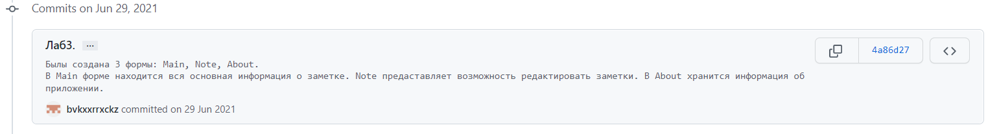 Commits on Jun 29, 2021
Лаб3. ...
4a86d27
Былы создана 3 формы: Main, Note, About.
В Main форме находится вся основная информация о заметке. Note предаставляет возможность редактировать заметки. В About хранится информация об
приложении.
bvkxxrrxckz committed on 29 Jun 2021